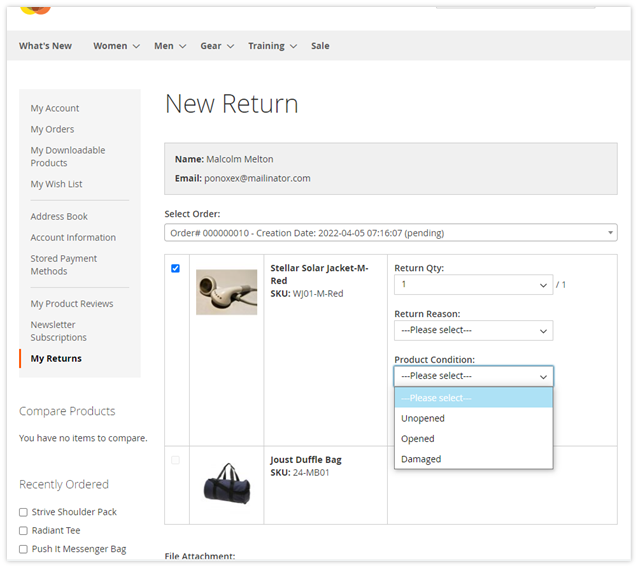 What's New Women Men Gear Training Sale
My Account
My Orders
My Downloadable
Products
My Wish List
Address Book
Account Information
Stored Payment
Methods
My Product Reviews
Newsletter
Subscriptions
My Returns
Compare Products
You have no items to compare.
Recently Ordered
Strive Shoulder Pack
Radiant Tee
Push It Messenger Bag
New Return
Name: Malcolm Melton
Email: ponoxex@mailinator.com
Select Order:
Order# 000000010 - Creation Date: 2022-04-05 07:16:07 (pending)
Stellar Solar Jacket-M-
Red
SKU: WJ01-M-Red
Return Qty:
1 / 1
Return Reason:
---Please select---
Product Condition:
---Please select---
---Please select---
Unopened
Opened
Damaged
Joust Duffle Bag
SKU: 24-MB01
File Attachment: